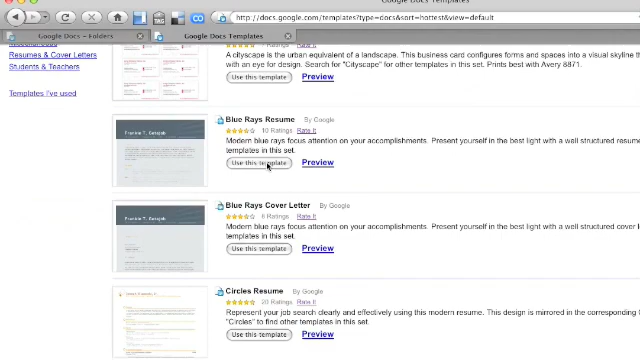 Google Docs Templates
http://docs.google.com/templates?type=docs&sort=hottest&view=default
Google Docs - Folders
Google Docs Templates
Resumes & Cover Letters
Students & Teachers
Templates I've used
7 Ratings Rate It
A cityscape is the urban equivalent of a landscape. This business card configures forms and spaces into a visual skyline
with an eye for design. Search for "Cityscape" for other templates in this set. Prints best with Avery 8871.
Use this template Preview
Blue Rays Resume By Google
10 Ratings Rate It
Modern blue rays focus attention on your accomplishments. Present yourself in the best light with a well structured resume
templates in this set.
Use this template Preview
Blue Rays Cover Letter By Google
6 Ratings Rate It
Modern blue rays focus attention on your accomplishments. Present yourself in the best light with a well structured cover
templates in this set.
Use this template Preview
Circles Resume By Google
20 Ratings Rate It
Represent your job search clearly and effectively using this modern resume. This design is mirrored in the corresponding
"Circles" to find other templates in this set.
Use this template Preview